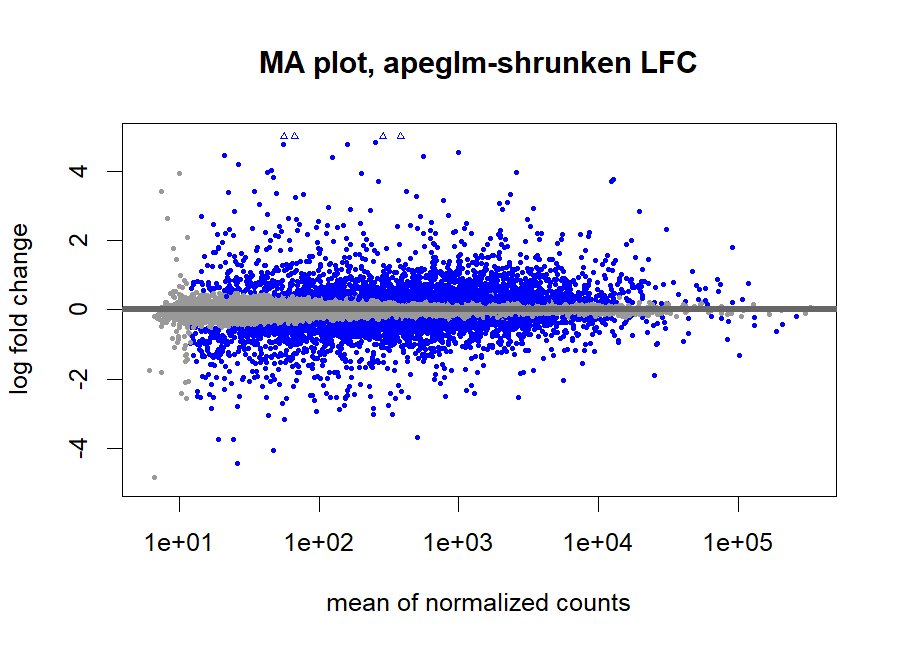 MA plot, apeglm-shrunken LFC
4
2
0
-2
-4
log fold change
1e+01 1e+02 1e+03 1e+04 1e+05
mean of normalized counts